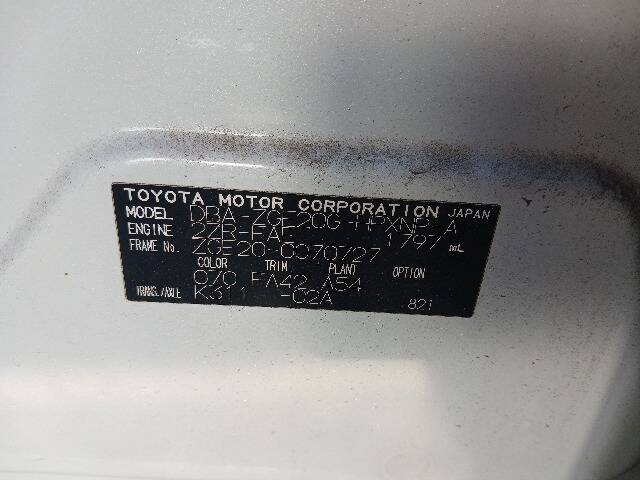 TOYOTA MOTOR CORPORATION JAPAN
MODEL DBA-ZGE20G-HPXNP-A
ENGINE 2ZR-FAE 1797 mL
FRAME No. ZGE20-0070727
COLOR TRIM PLANT OPTION
070 FA42 A54
TRANS./AXLE K311 -02A 821